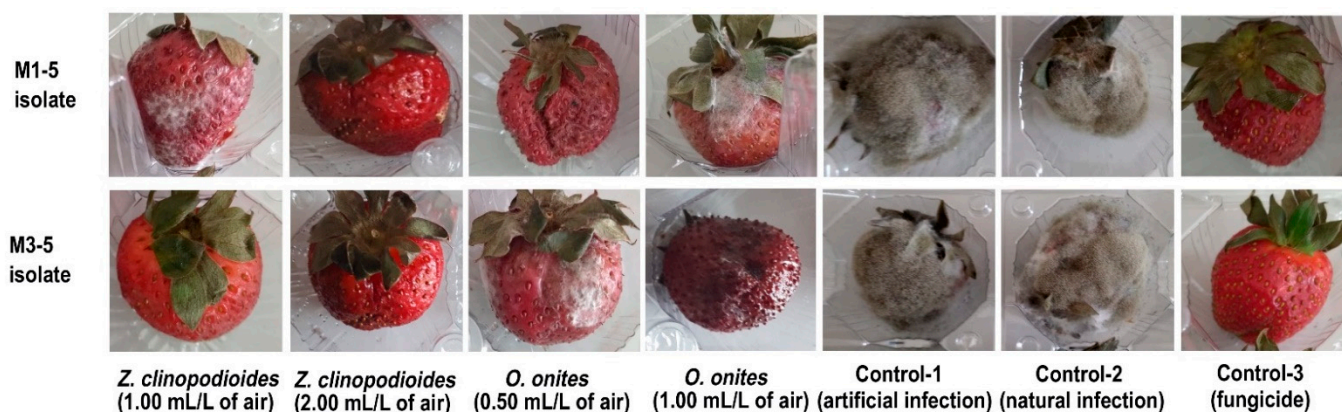 M1-5
isolate
M3-5
isolate
Z. clinopodioides
(1.00 mL/L of air)
Z. clinopodioides
(2.00 mL/L of air)
O. onites
(0.50 mL/L of air)
O. onites
(1.00 mL/L of air)
Control-1
(artificial infection)
Control-2
(natural infection)
Control-3
(fungicide)